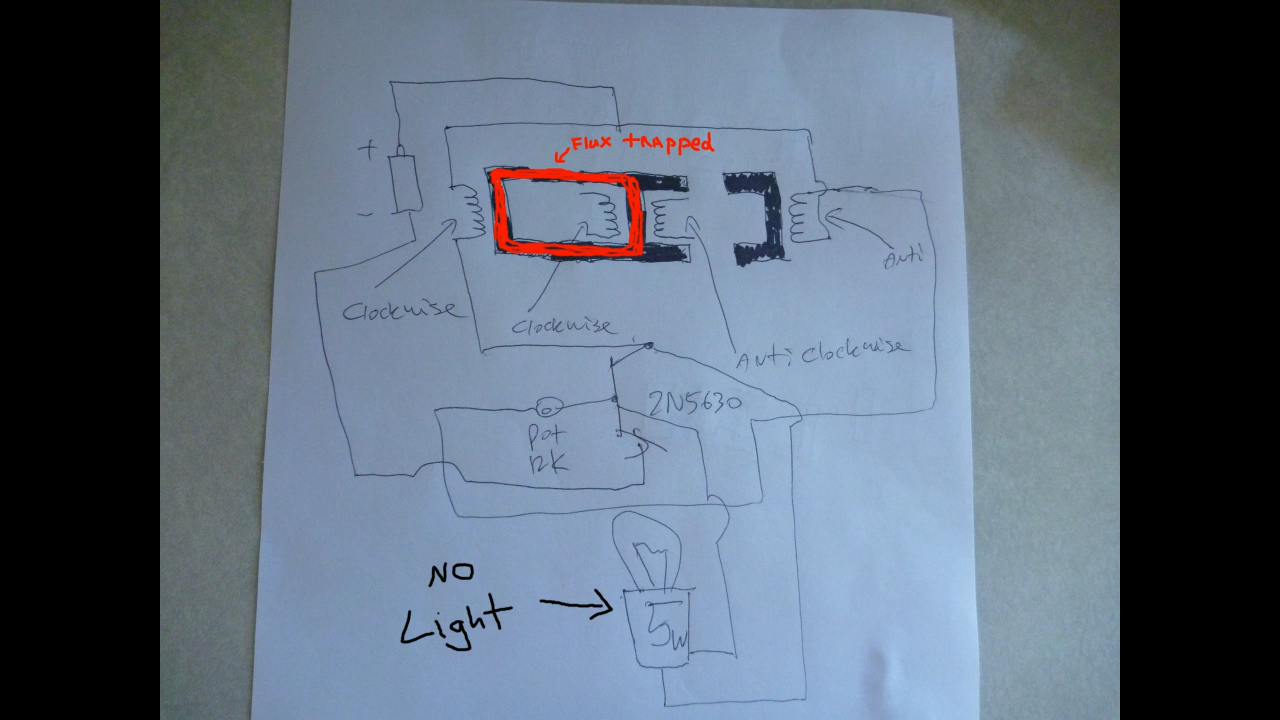 FLUX tRAPPed
+
-
Anti
Clockwise
Clockwise
Anti Clockwise
2N5630
Pot
12K
NO
Light
5W